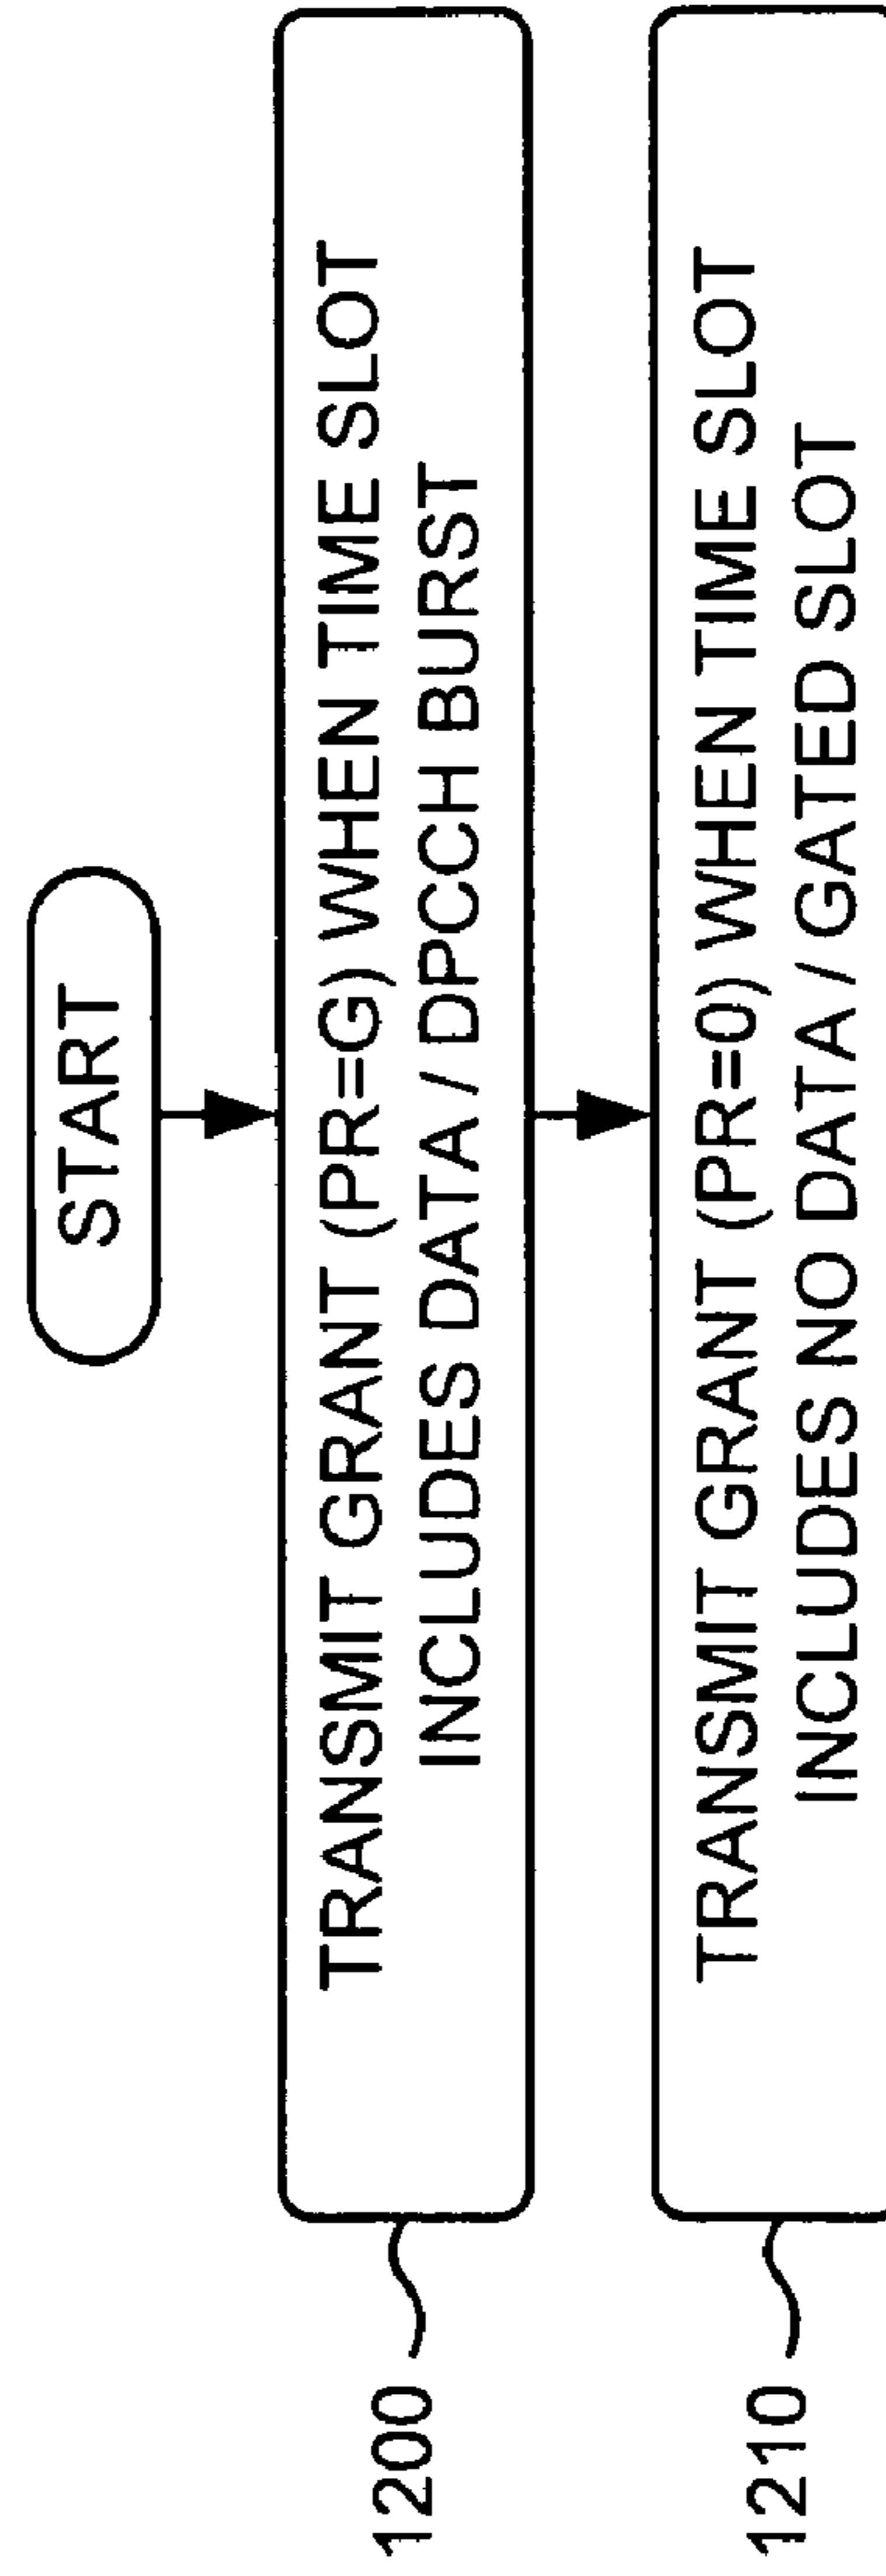 START
TRANSMIT GRANT (PR=G) WHEN TIME SLOT
INCLUDES DATA / DPCCH BURST
1200
TRANSMIT GRANT (PR=0) WHEN TIME SLOT
INCLUDES NO DATA / GATED SLOT
1210